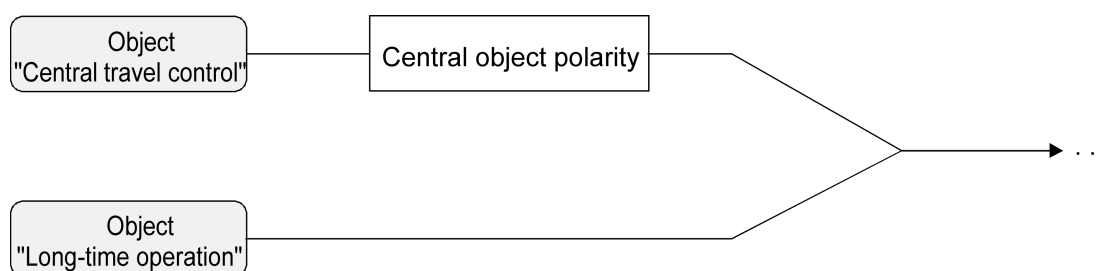 Object
"Central travel control"
Central object polarity
. .
Object
"Long-time operation"